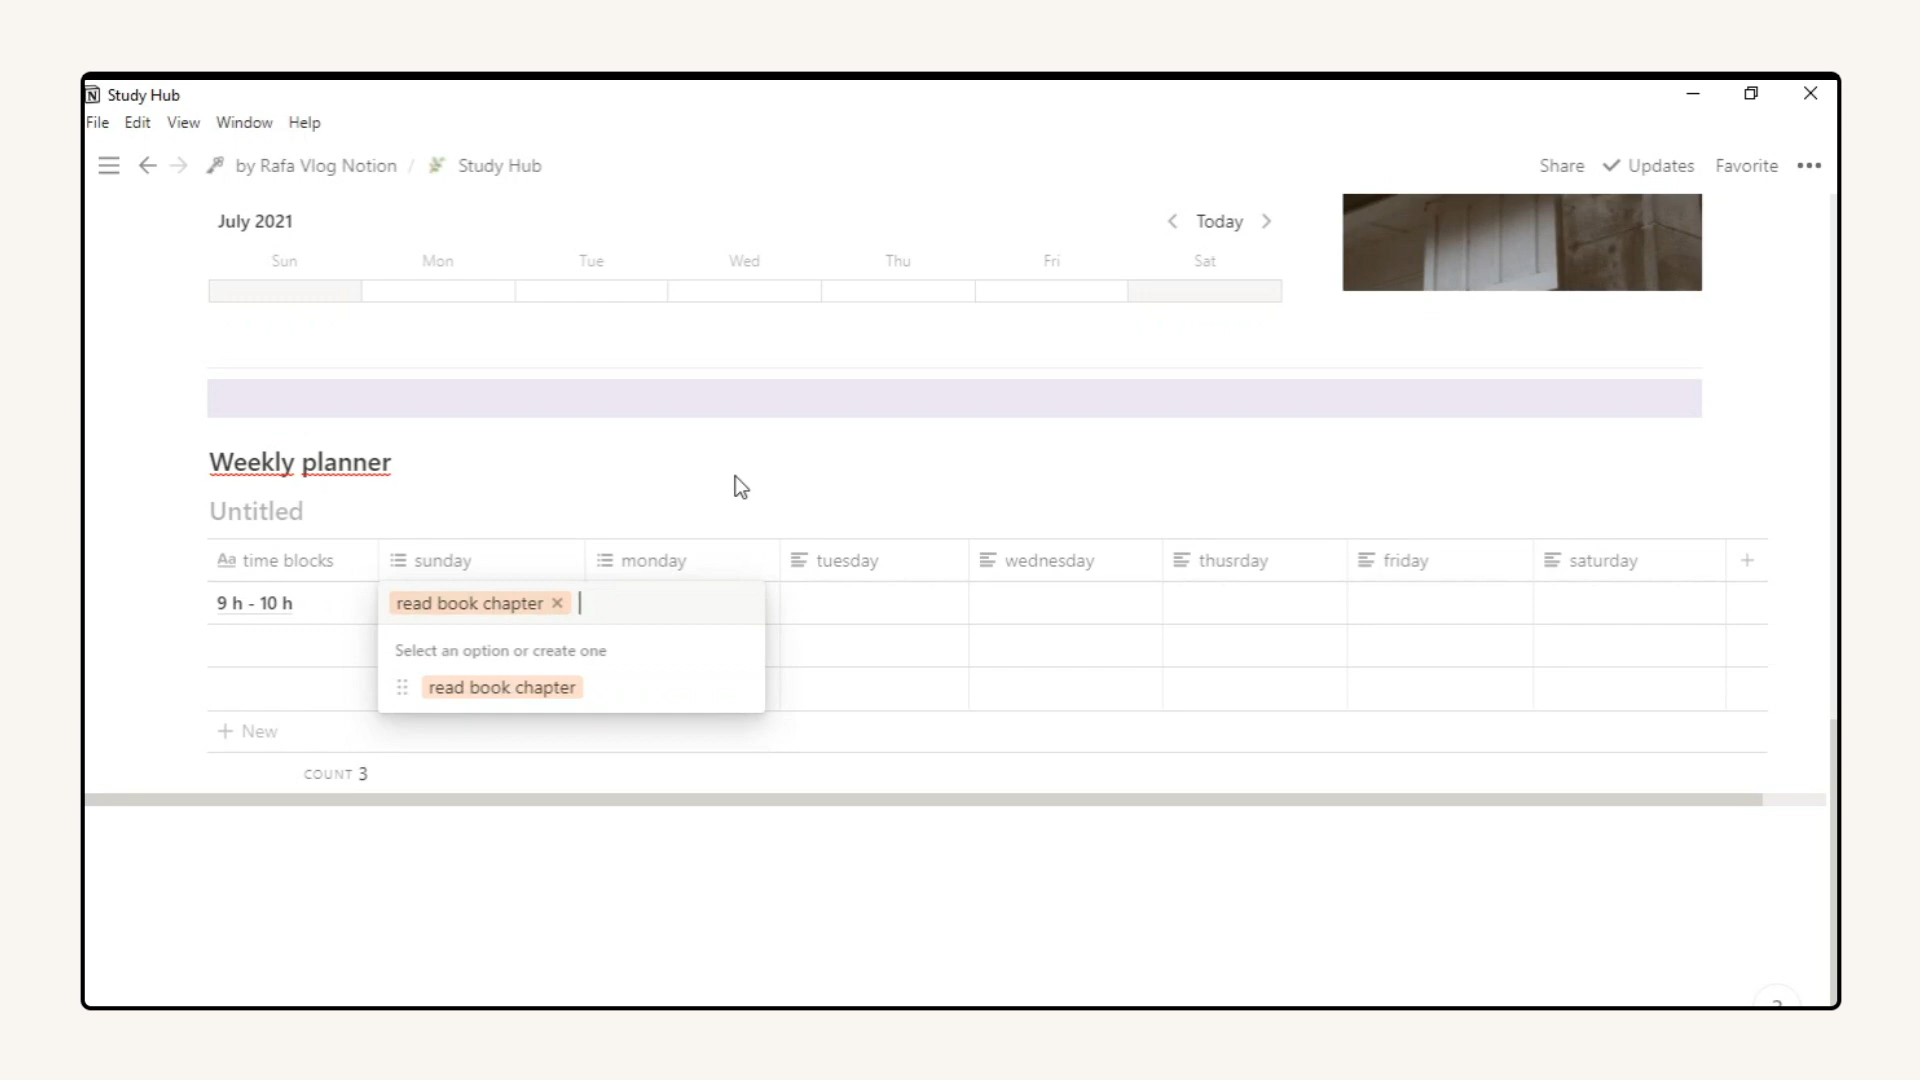 Study Hub
File Edit View Window Help
by Rafa Vlog Notion / Study Hub Share Updates Favorite •••
July 2021 Today
Sun Mon Tue Wed Thu Fri Sat
Weekly planner
Untitled
Aa time blocks sunday monday tuesday wednesday thusrday friday saturday +
9 h - 10 h read book chapter ×
Select an option or create one
read book chapter
+ New
COUNT 3